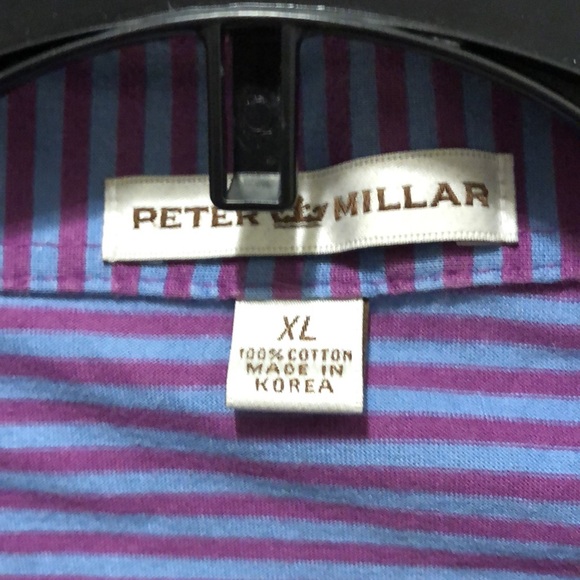 PETER MILLAR
XL
100% COTTON
MADE IN
KOREA